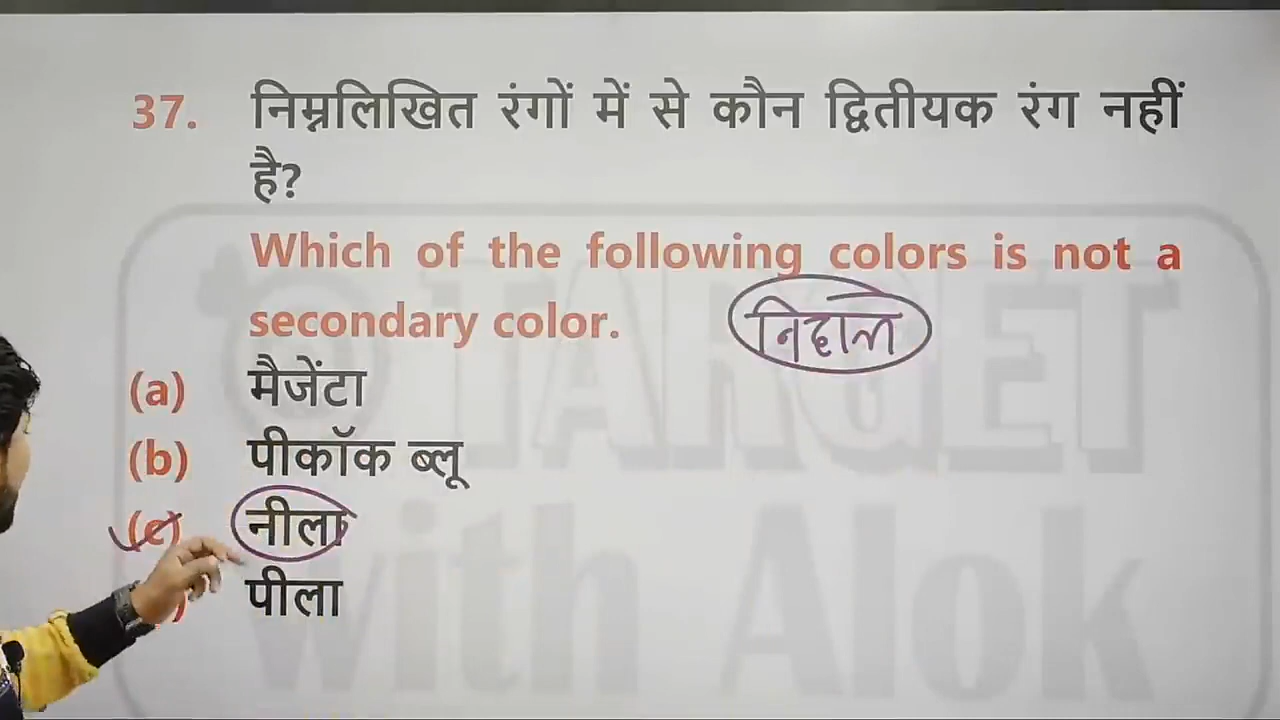 37. निम्नलिखित रंगों में से कौन द्वितीयक रंग नहीं
है?
Which of the following colors is not a
secondary color.
निहाल
(a) मैजेंटा
(b) पीकॉक ब्लू
(c) नीला
पीला
TARGET
with Alok